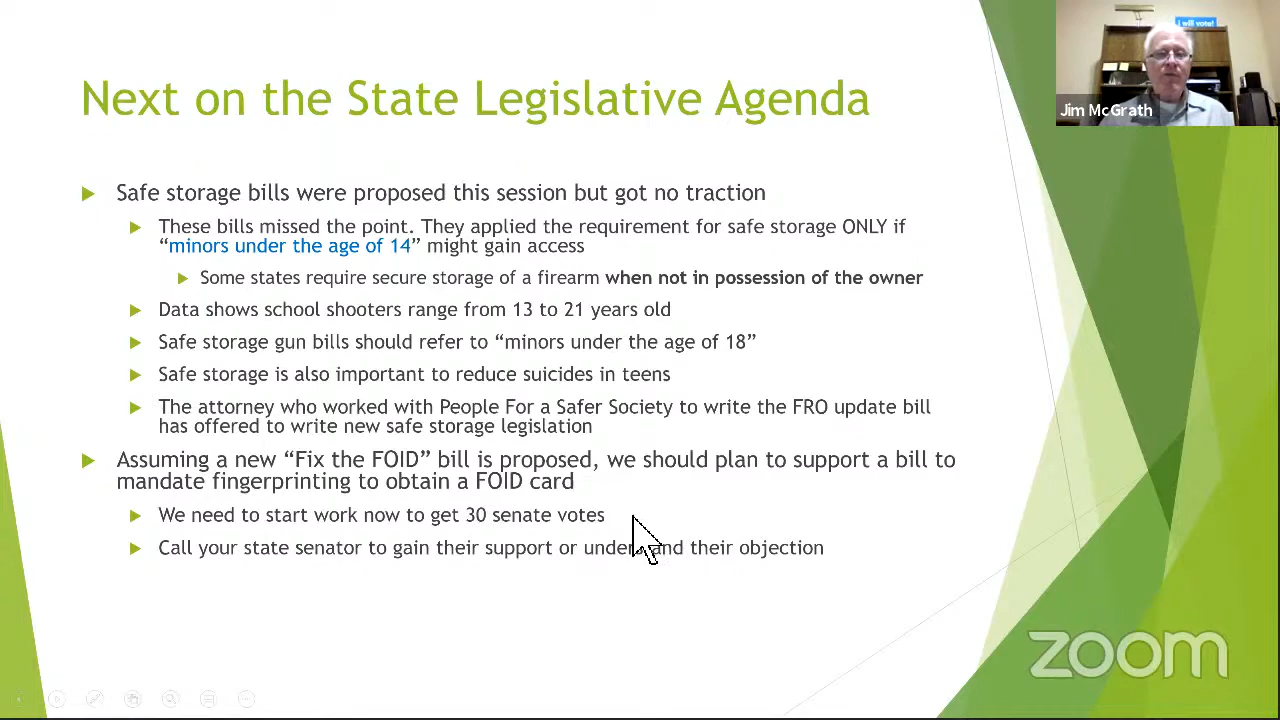 i will vote!
Jim McGrath
Next on the State Legislative Agenda
Safe storage bills were proposed this session but got no traction
These bills missed the point. They applied the requirement for safe storage ONLY if
“minors under the age of 14” might gain access
Some states require secure storage of a firearm when not in possession of the owner
Data shows school shooters range from 13 to 21 years old
Safe storage gun bills should refer to “minors under the age of 18”
Safe storage is also important to reduce suicides in teens
The attorney who worked with People For a Safer Society to write the FRO update bill
has offered to write new safe storage legislation
Assuming a new “Fix the FOID” bill is proposed, we should plan to support a bill to
mandate fingerprinting to obtain a FOID card
We need to start work now to get 30 senate votes
Call your state senator to gain their support or understand their objection
zoom